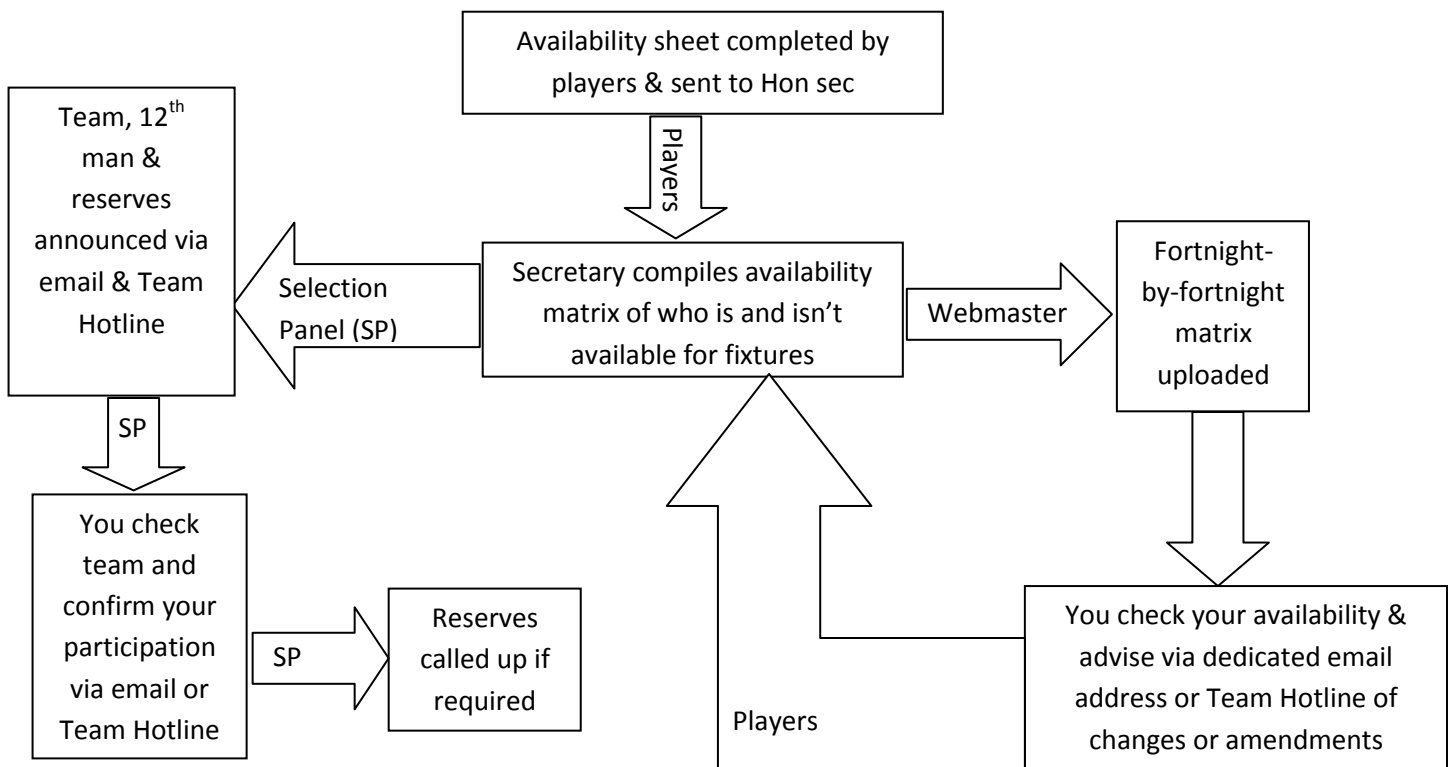 Availability sheet completed by
players & sent to Hon sec
Players
Team, 12th
man &
reserves
announced via
email & Team
Hotline
Selection
Panel (SP)
Secretary compiles availability
matrix of who is and isn’t
available for fixtures
Webmaster
Fortnight-
by-fortnight
matrix
uploaded
SP
You check
team and
confirm your
participation
via email or
Team Hotline
SP
Reserves
called up if
required
Players
You check your availability &
advise via dedicated email
address or Team Hotline of
changes or amendments